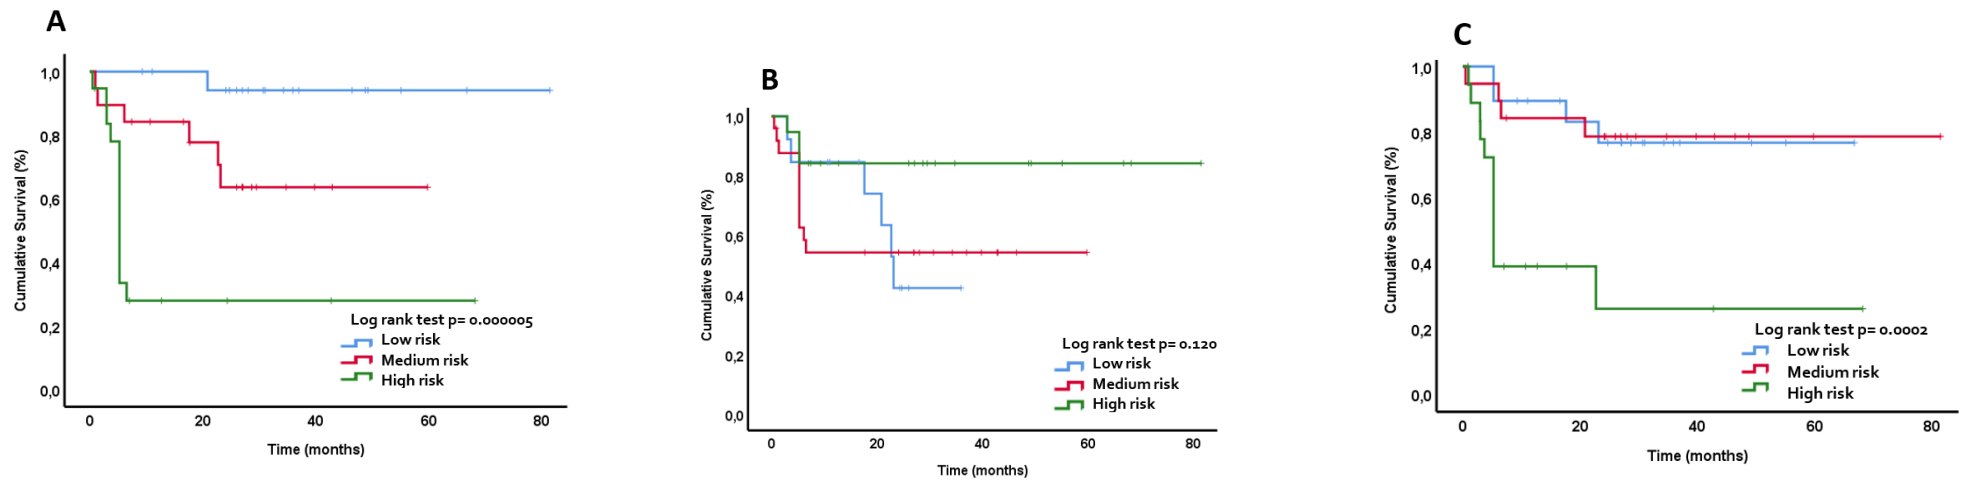 A
Cumulative Survival (%)
1,0
0,8
0,6
0,4
0,2
0,0
0 20 40 60 80
Time (months)
Log rank test p= 0.000005
Low risk
Medium risk
High risk
B
Cumulative Survival (%)
1,0
0,8
0,6
0,4
0,2
0,0
0 20 40 60 80
Time (months)
Log rank test p= 0.120
Low risk
Medium risk
High risk
C
Cumulative Survival (%)
1,0
0,8
0,6
0,4
0,2
0,0
0 20 40 60 80
Time (months)
Log rank test p= 0.0002
Low risk
Medium risk
High risk